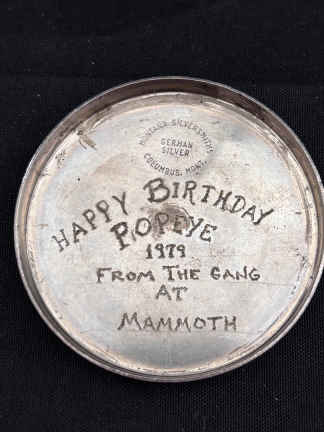 MONTANA SILVERSMITHS
GERMAN
SILVER
COLUMBUS, MONT.
HAPPY BIRTHDAY
POPEYE
1979
FROM THE GANG
AT
MAMMOTH